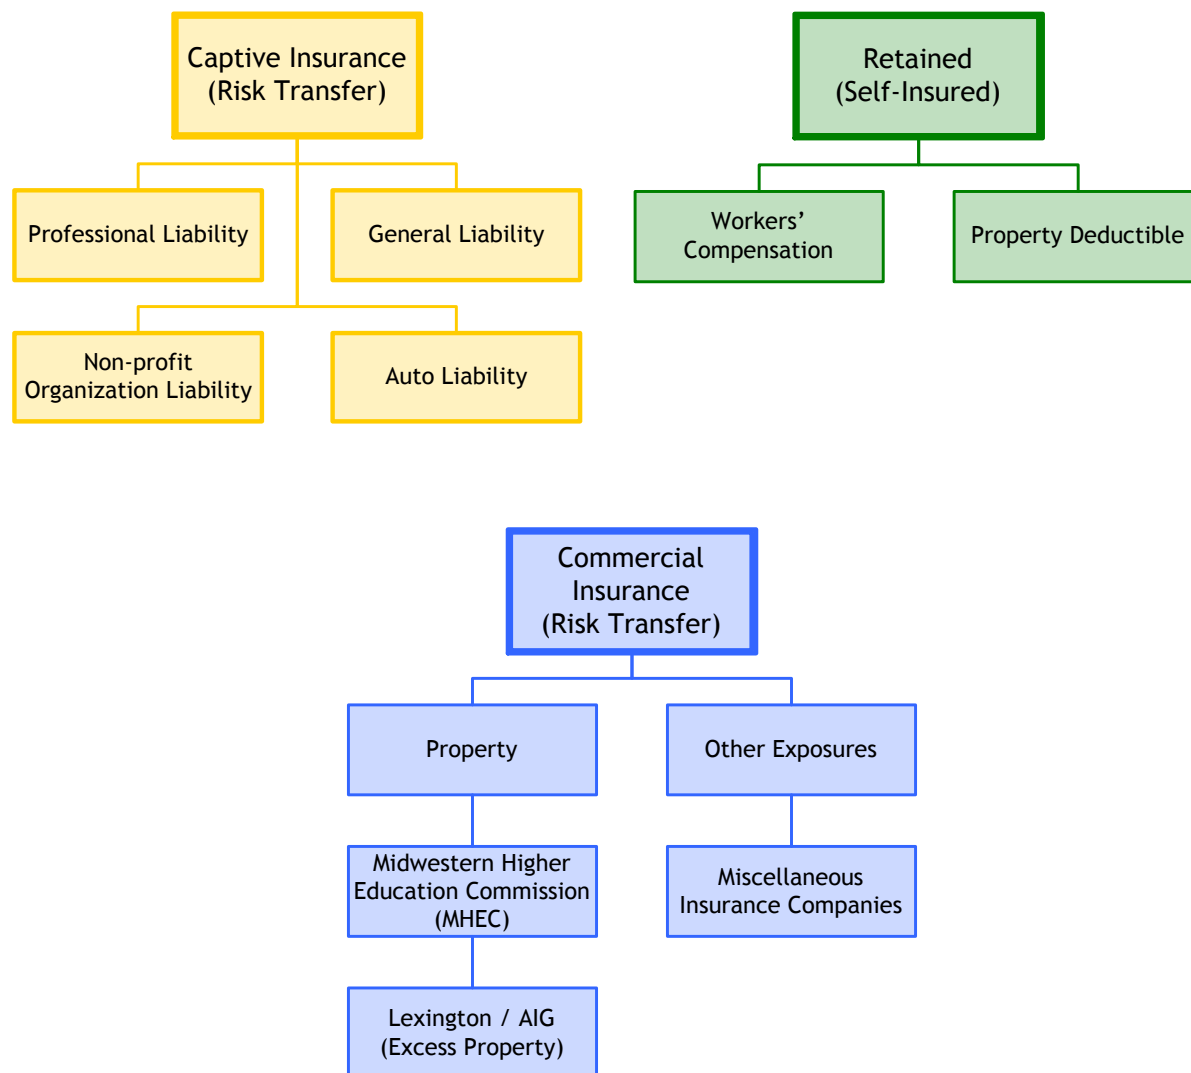 Captive Insurance
(Risk Transfer)
Retained
(Self-Insured)
Professional Liability
General Liability
Workers’
Compensation
Property Deductible
Non-profit
Organization Liability
Auto Liability
Commercial
Insurance
(Risk Transfer)
Property
Other Exposures
Midwestern Higher
Education Commission
(MHEC)
Miscellaneous
Insurance Companies
Lexington / AIG
(Excess Property)